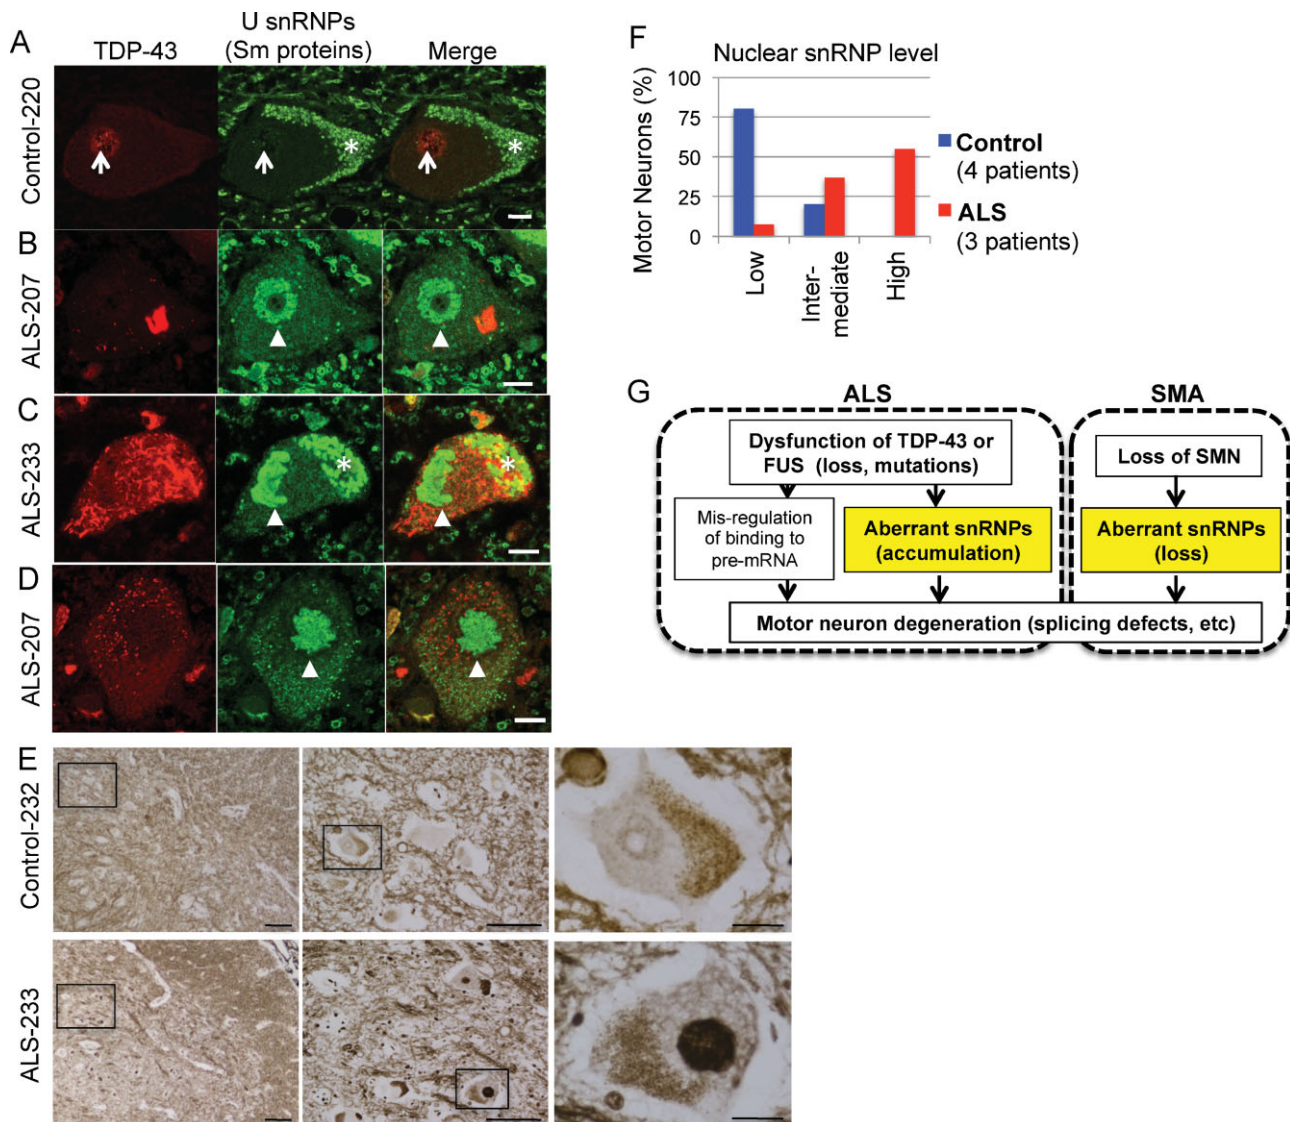 A
TDP-43
U snRNPs
(Sm proteins)
Merge
Control-220
*
*
B
ALS-207
C
ALS-233
*
*
D
ALS-207
E
Control-232
ALS-233
F
Nuclear snRNP level
Motor Neurons (%)
100
75
50
25
0
Low
Inter-
mediate
High
Control
(4 patients)
ALS
(3 patients)
G
ALS
SMA
Dysfunction of TDP-43 or
FUS (loss, mutations)
Loss of SMN
Mis-regulation
of binding to
pre-mRNA
Aberrant snRNPs
(accumulation)
Aberrant snRNPs
(loss)
Motor neuron degeneration (splicing defects, etc)